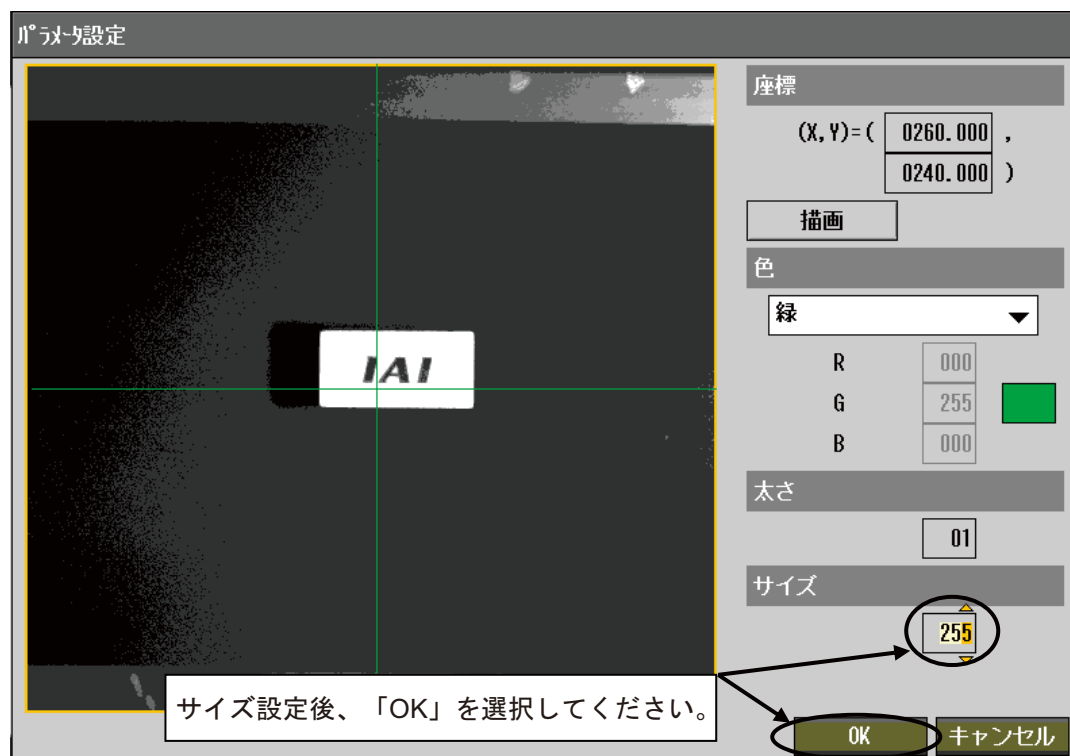 パラメータ設定
座標
(X,Y)=( 0260.000 ,
0240.000 )
描画
色
緑
R 000
G 255
B 000
太さ
01
サイズ
255
IAI
サイズ設定後、「OK」を選択してください。
OK キャンセル